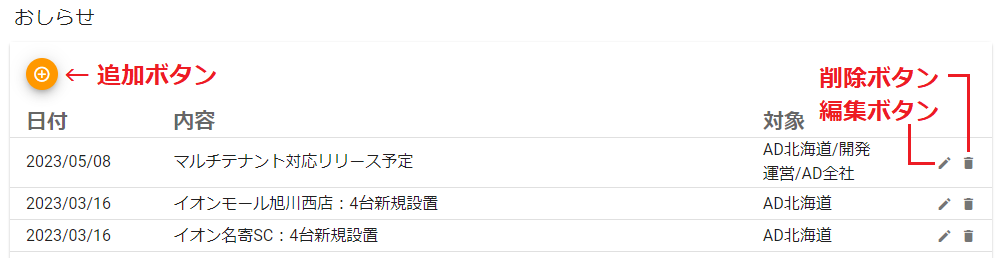 おしらせ
← 追加ボタン
削除ボタン
編集ボタン
日付 内容 対象
2023/05/08 マルチテナント対応リリース予定 AD北海道/開発
運営/AD全社
2023/03/16 イオンモール旭川西店：4台新規設置 AD北海道
2023/03/16 イオン名寄SC：4台新規設置 AD北海道